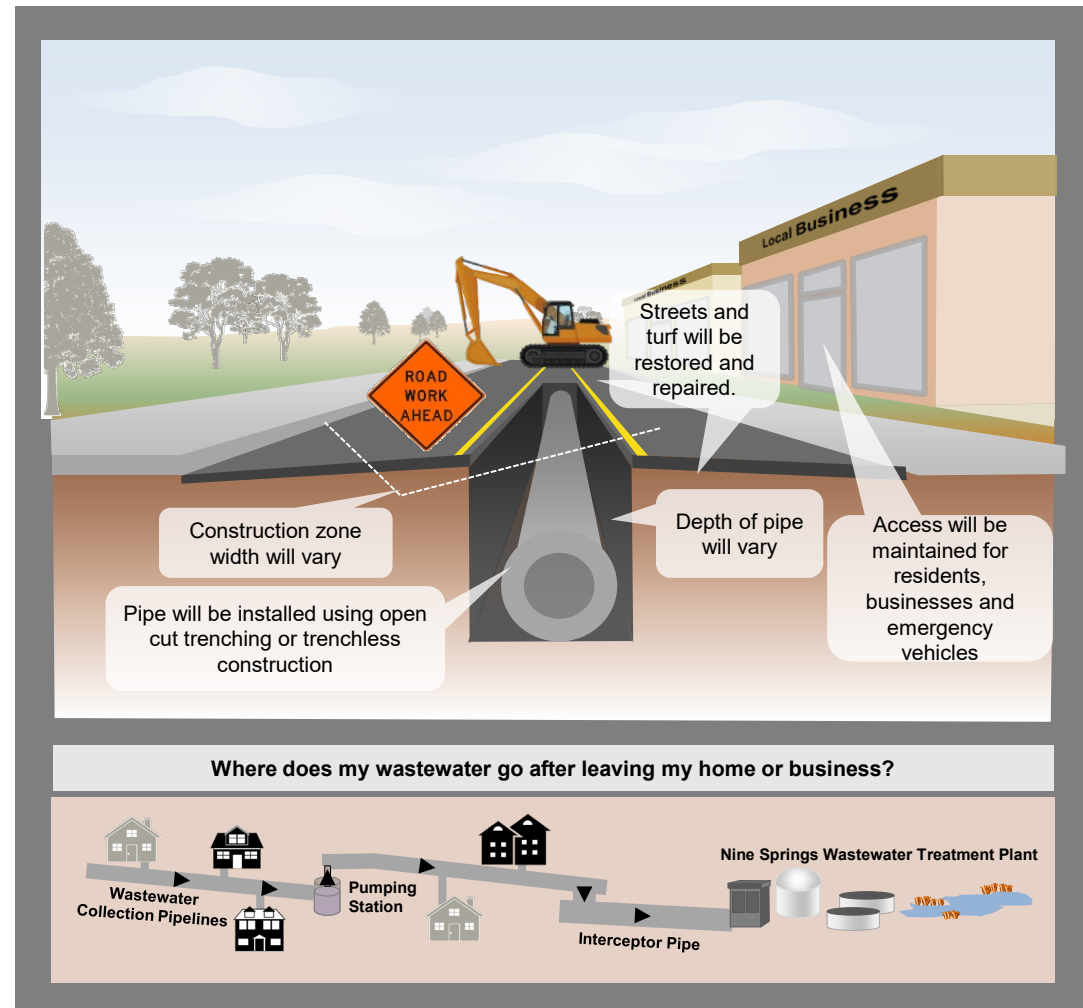 Local Business
Local Business
Streets and
turf will be
restored and
repaired.
ROAD
WORK
AHEAD
Construction zone
width will vary
Depth of pipe
will vary
Access will be
maintained for
residents,
businesses and
emergency
vehicles
Pipe will be installed using open
cut trenching or trenchless
construction
Where does my wastewater go after leaving my home or business?
Nine Springs Wastewater Treatment Plant
Wastewater
Collection Pipelines
Pumping
Station
Interceptor Pipe